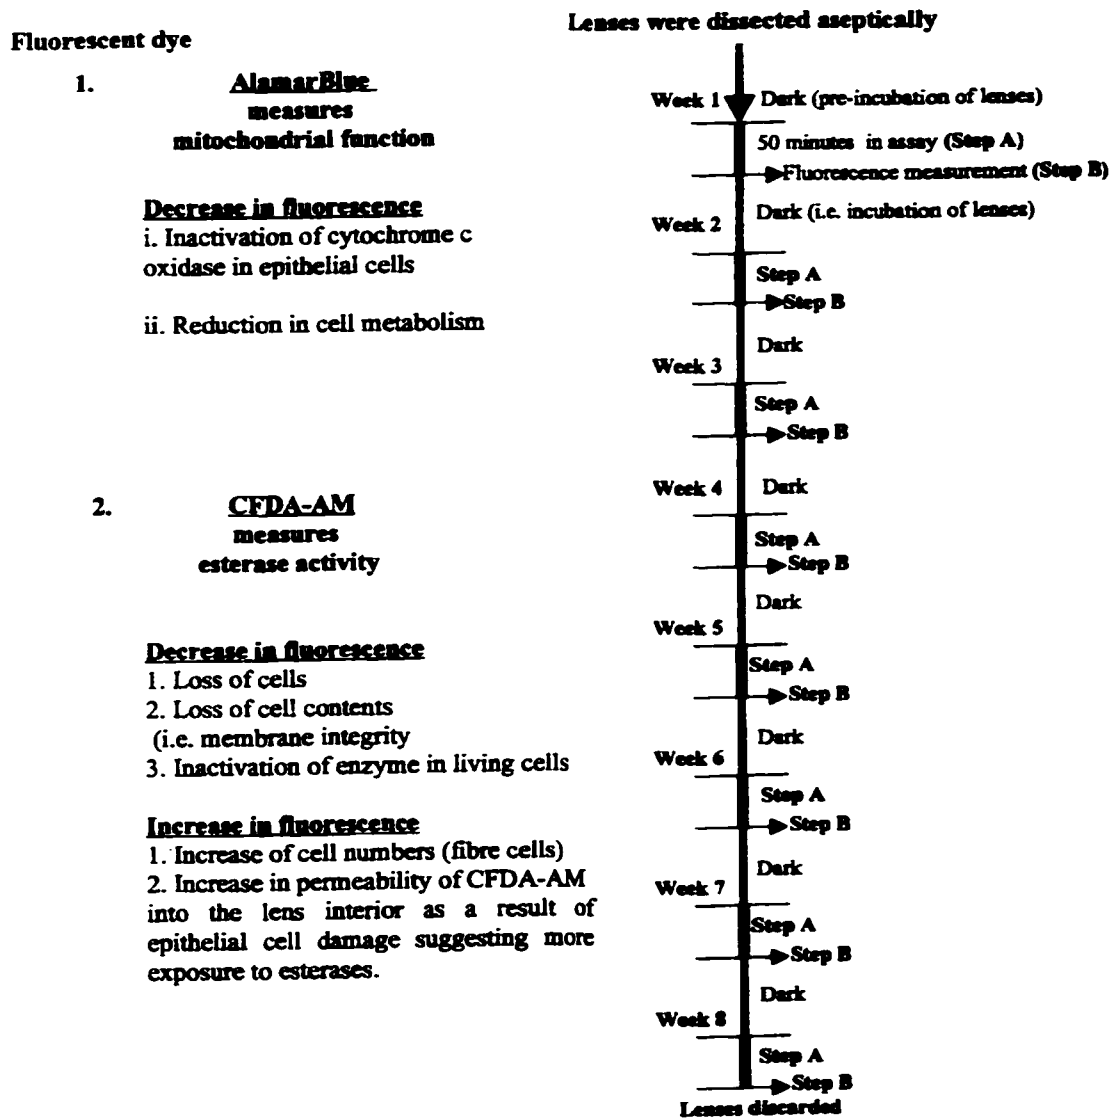 Fluorescent dye
1. AlamarBlue
measures
mitochondrial function
Decrease in fluorescence
i. Inactivation of cytochrome c
oxidase in epithelial cells
ii. Reduction in cell metabolism
2. CFDA-AM
measures
esterase activity
Decrease in fluorescence
1. Loss of cells
2. Loss of cell contents
(i.e. membrane integrity
3. Inactivation of enzyme in living cells
Increase in fluorescence
1. Increase of cell numbers (fibre cells)
2. Increase in permeability of CFDA-AM
into the lens interior as a result of
epithelial cell damage suggesting more
exposure to esterases.
Lenses were dissected aseptically
Week 1 Dark (pre-incubation of lenses)
50 minutes in assay (Step A)
Fluorescence measurement (Step B)
Week 2 Dark (i.e. incubation of lenses)
Step A
Step B
Dark
Week 3
Step A
Step B
Week 4 Dark
Step A
Step B
Dark
Week 5
Step A
Step B
Dark
Week 6
Step A
Step B
Dark
Week 7
Step A
Step B
Dark
Week 8
Step A
Step B
Lenses discarded